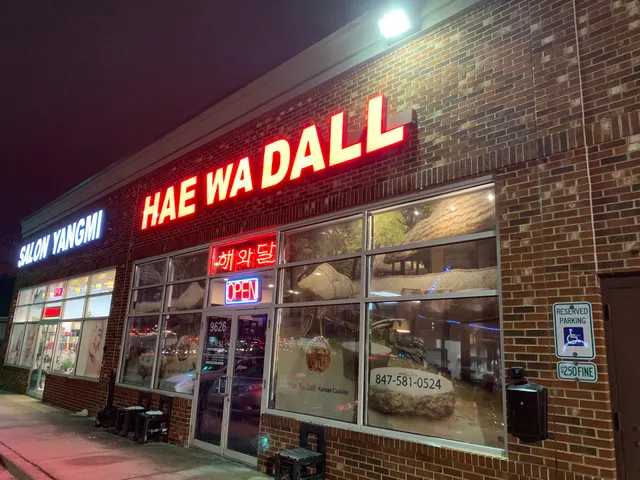 SALON YANGMI
HAE WA DALL
해와달
OPEN
9626
Hae Wa Dall Korean Cuisine
847-581-0524
RESERVED
PARKING
$250 FINE